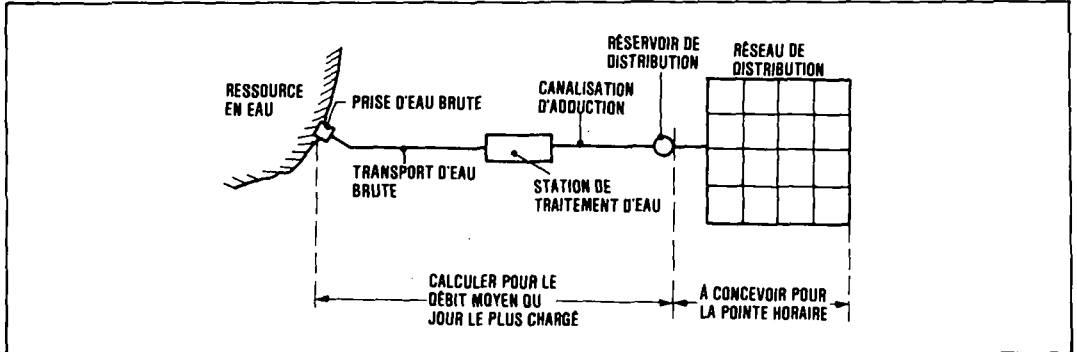 RESSOURCE
EN EAU
PRISE D'EAU BRUTE
TRANSPORT D'EAU
BRUTE
STATION DE
TRAITEMENT D'EAU
CANALISATION
D'ADDUCTION
RÉSERVOIR DE
DISTRIBUTION
RÉSEAU DE
DISTRIBUTION
CALCULER POUR LE
DÉBIT MOYEN DU
JOUR LE PLUS CHARGÉ
À CONCEVOIR POUR
LA POINTE HORAIRE